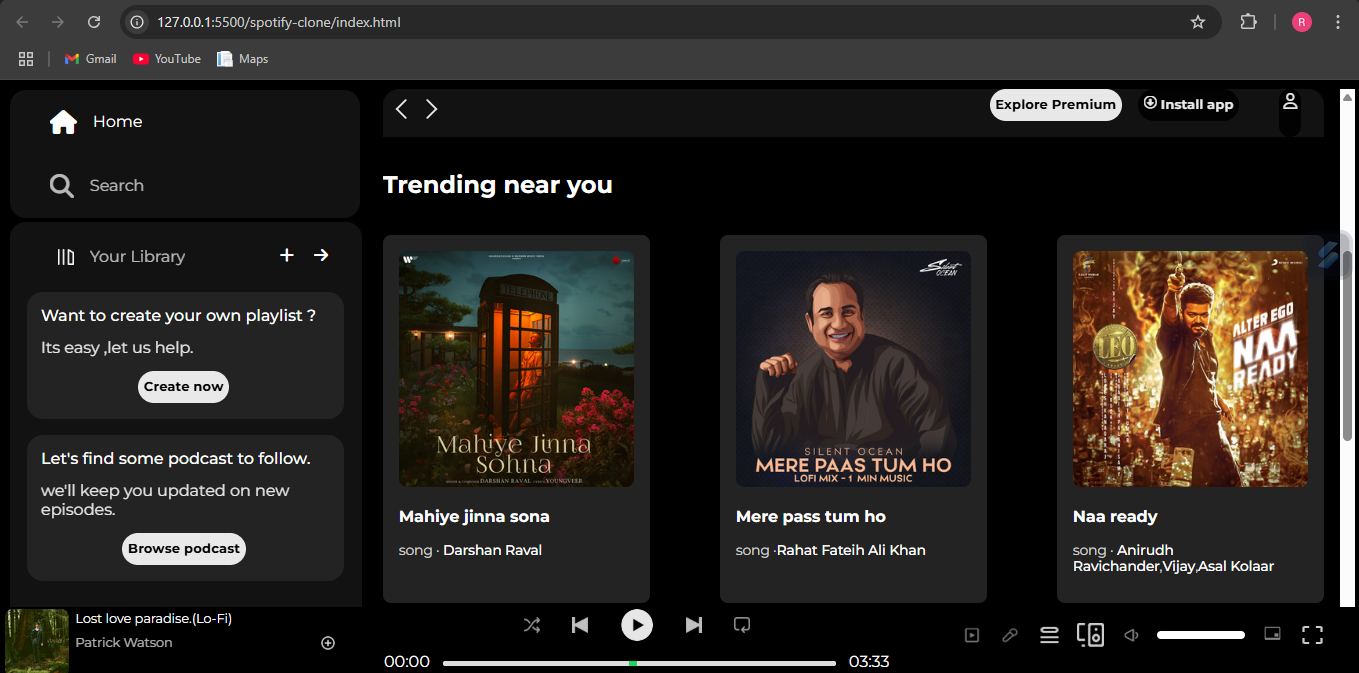 127.0.0.1:5500/spotify-clone/index.html
R
Gmail YouTube Maps
Home
Search
Your Library
Want to create your own playlist ?
Its easy ,let us help.
Create now
Let's find some podcast to follow.
we'll keep you updated on new
episodes.
Browse podcast
Explore Premium
Install app
Trending near you
TELEPHONE
Mahiye Jinna
Sohna
DARSHAN RAVAL
YOUNGVEER
Mahiye jinna sona
song · Darshan Raval
Silent
OCEAN
SILENT OCEAN
MERE PAAS TUM HO
LOFI MIX - 1 MIN MUSIC
Mere pass tum ho
song ·Rahat Fateih Ali Khan
LEO
ALTER EGO
NAA
READY
Naa ready
song · Anirudh
Ravichander,Vijay,Asal Kolaar
Lost love paradise.(Lo-Fi)
Patrick Watson
00:00
03:33